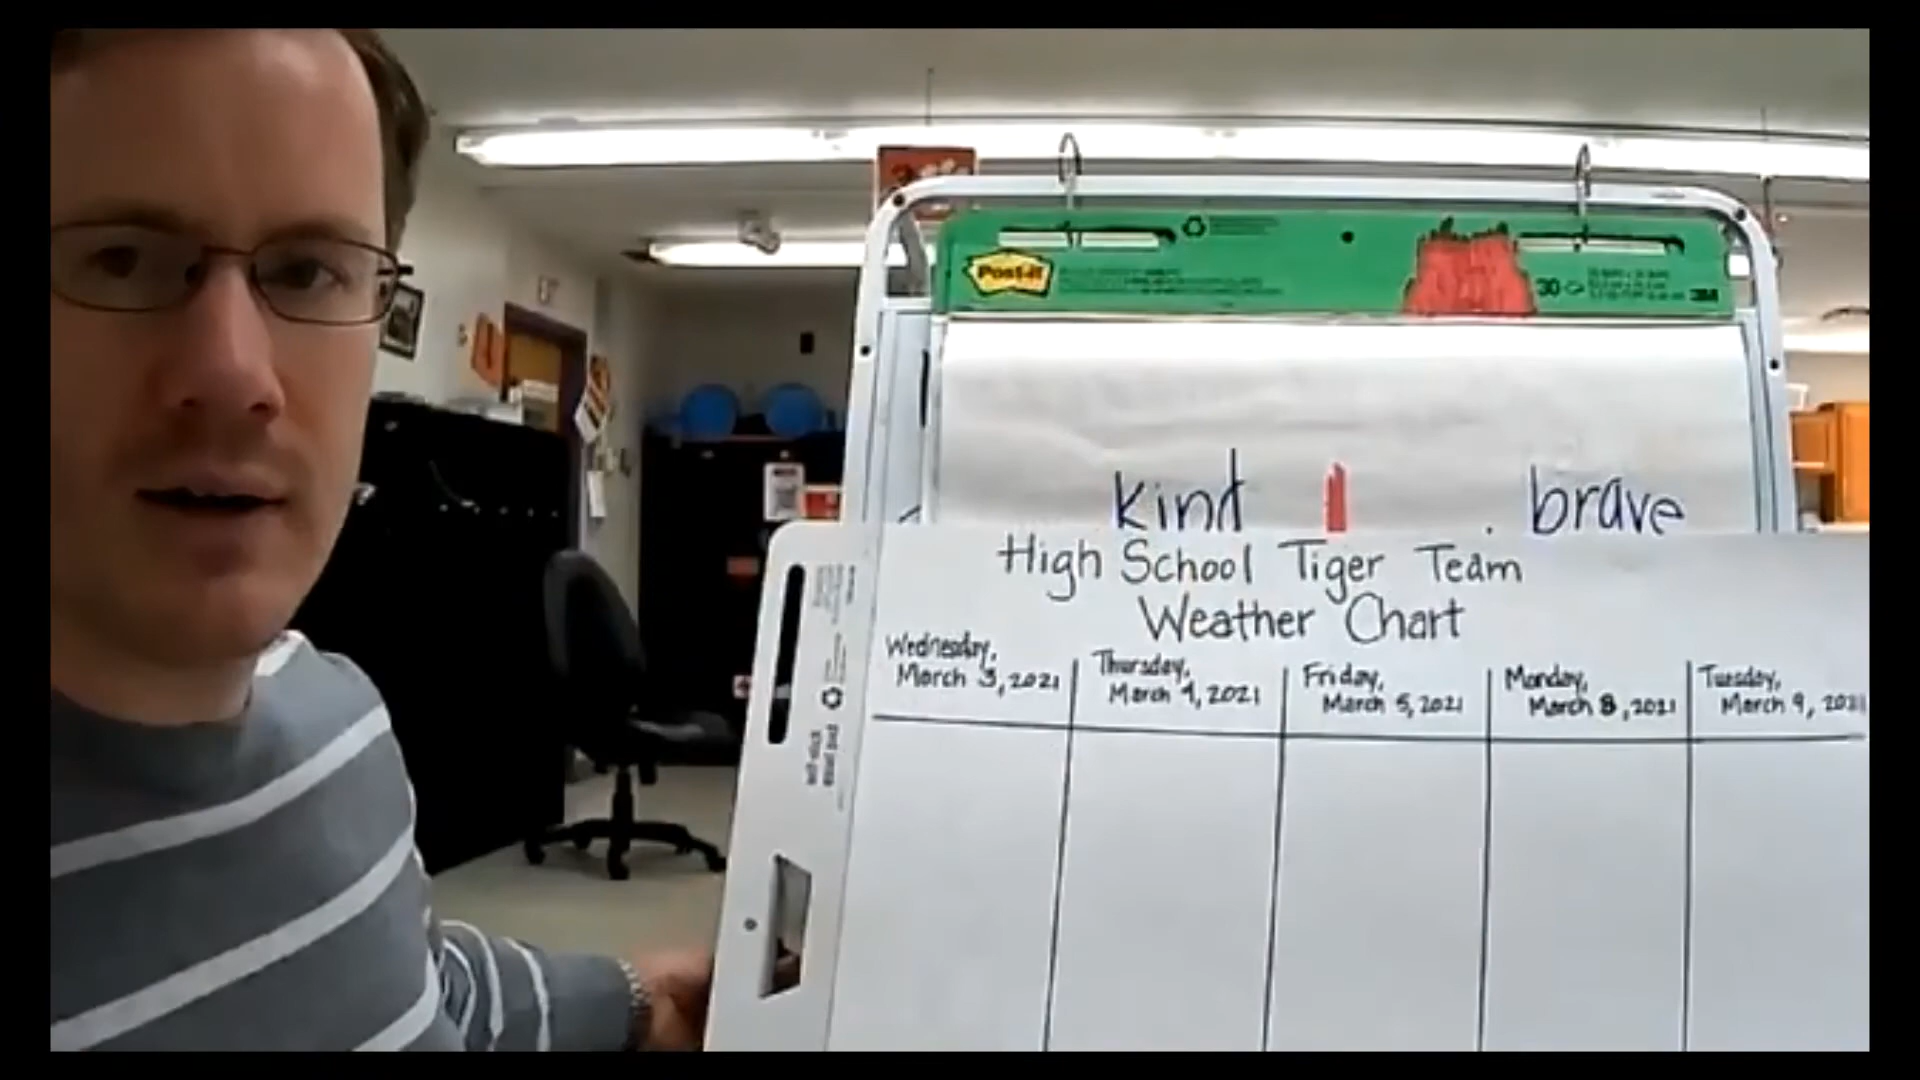 Post-it
30
3M
kind
brave
High School Tiger Team
Weather Chart
Wednesday,
March 3, 2021
Thursday,
March 4, 2021
Friday,
March 5, 2021
Monday,
March 8, 2021
Tuesday,
March 9, 2021